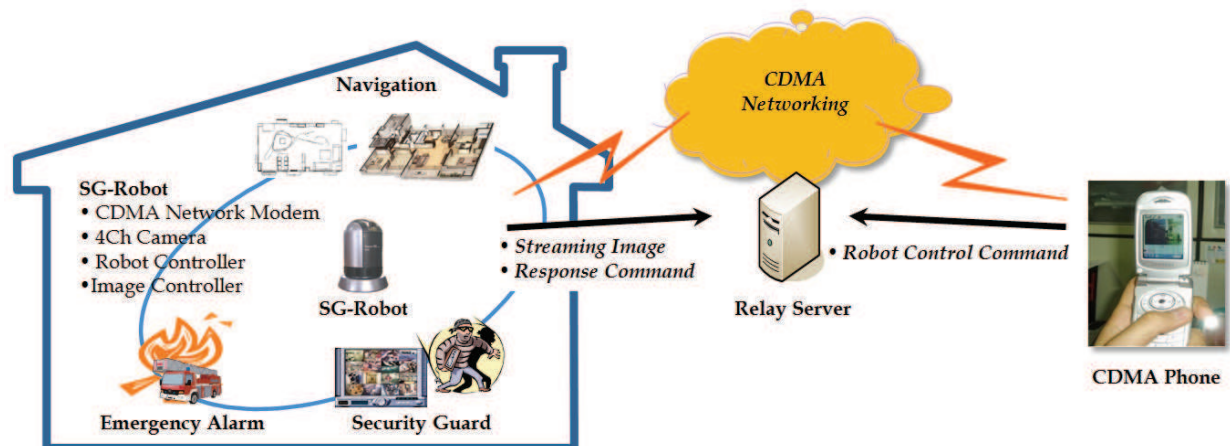 Navigation
CDMA
Networking
SG-Robot
• CDMA Network Modem
• 4Ch Camera
• Robot Controller
•Image Controller
SG-Robot
• Streaming Image
• Response Command
• Robot Control Command
Relay Server
Emergency Alarm
Security Guard
CDMA Phone